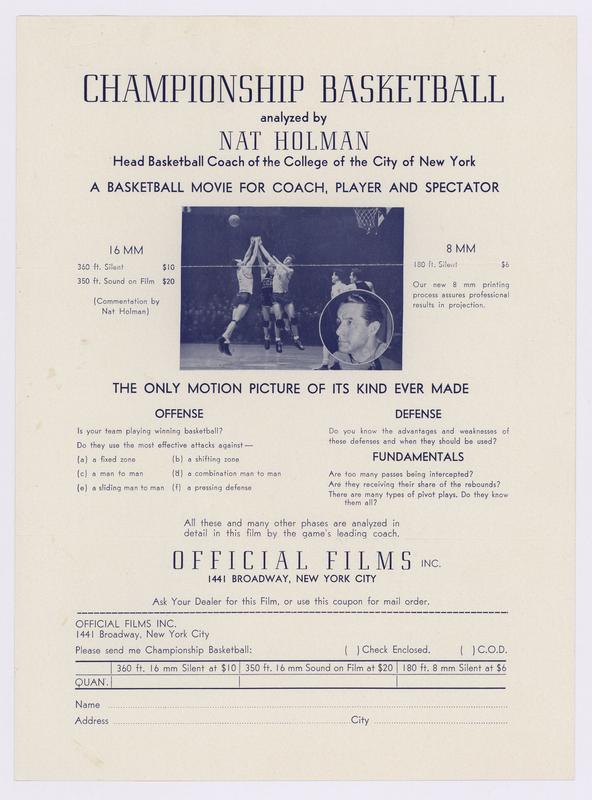 CHAMPIONSHIP BASKETBALL
analyzed by
NAT HOLMAN
Head Basketball Coach of the College of the City of New York
A BASKETBALL MOVIE FOR COACH, PLAYER AND SPECTATOR
16 MM
360 ft. Silent $10
350 ft. Sound on Film $20
(Commentation by
Nat Holman)
8 MM
180 ft. Silent $6
Our new 8 mm printing
process assures professional
results in projection.
THE ONLY MOTION PICTURE OF ITS KIND EVER MADE
OFFENSE
Is your team playing winning basketball?
Do they use the most effective attacks against—
(a) a fixed zone (b) a shifting zone
(c) a man to man (d) a combination man to man
(e) a sliding man to man (f) a pressing defense
DEFENSE
Do you know the advantages and weaknesses of
these defenses and when they should be used?
FUNDAMENTALS
Are too many passes being intercepted?
Are they receiving their share of the rebounds?
There are many types of pivot plays. Do they know
them all?
All these and many other phases are analyzed in
detail in this film by the game's leading coach.
OFFICIAL FILMS INC.
1441 BROADWAY, NEW YORK CITY
Ask Your Dealer for this Film, or use this coupon for mail order.
OFFICIAL FILMS INC.
1441 Broadway, New York City
Please send me Championship Basketball: ( ) Check Enclosed. ( ) C.O.D.
360 ft. 16 mm Silent at $10 350 ft. 16 mm Sound on Film at $20 180 ft. 8 mm Silent at $6
QUAN.
Name
Address City